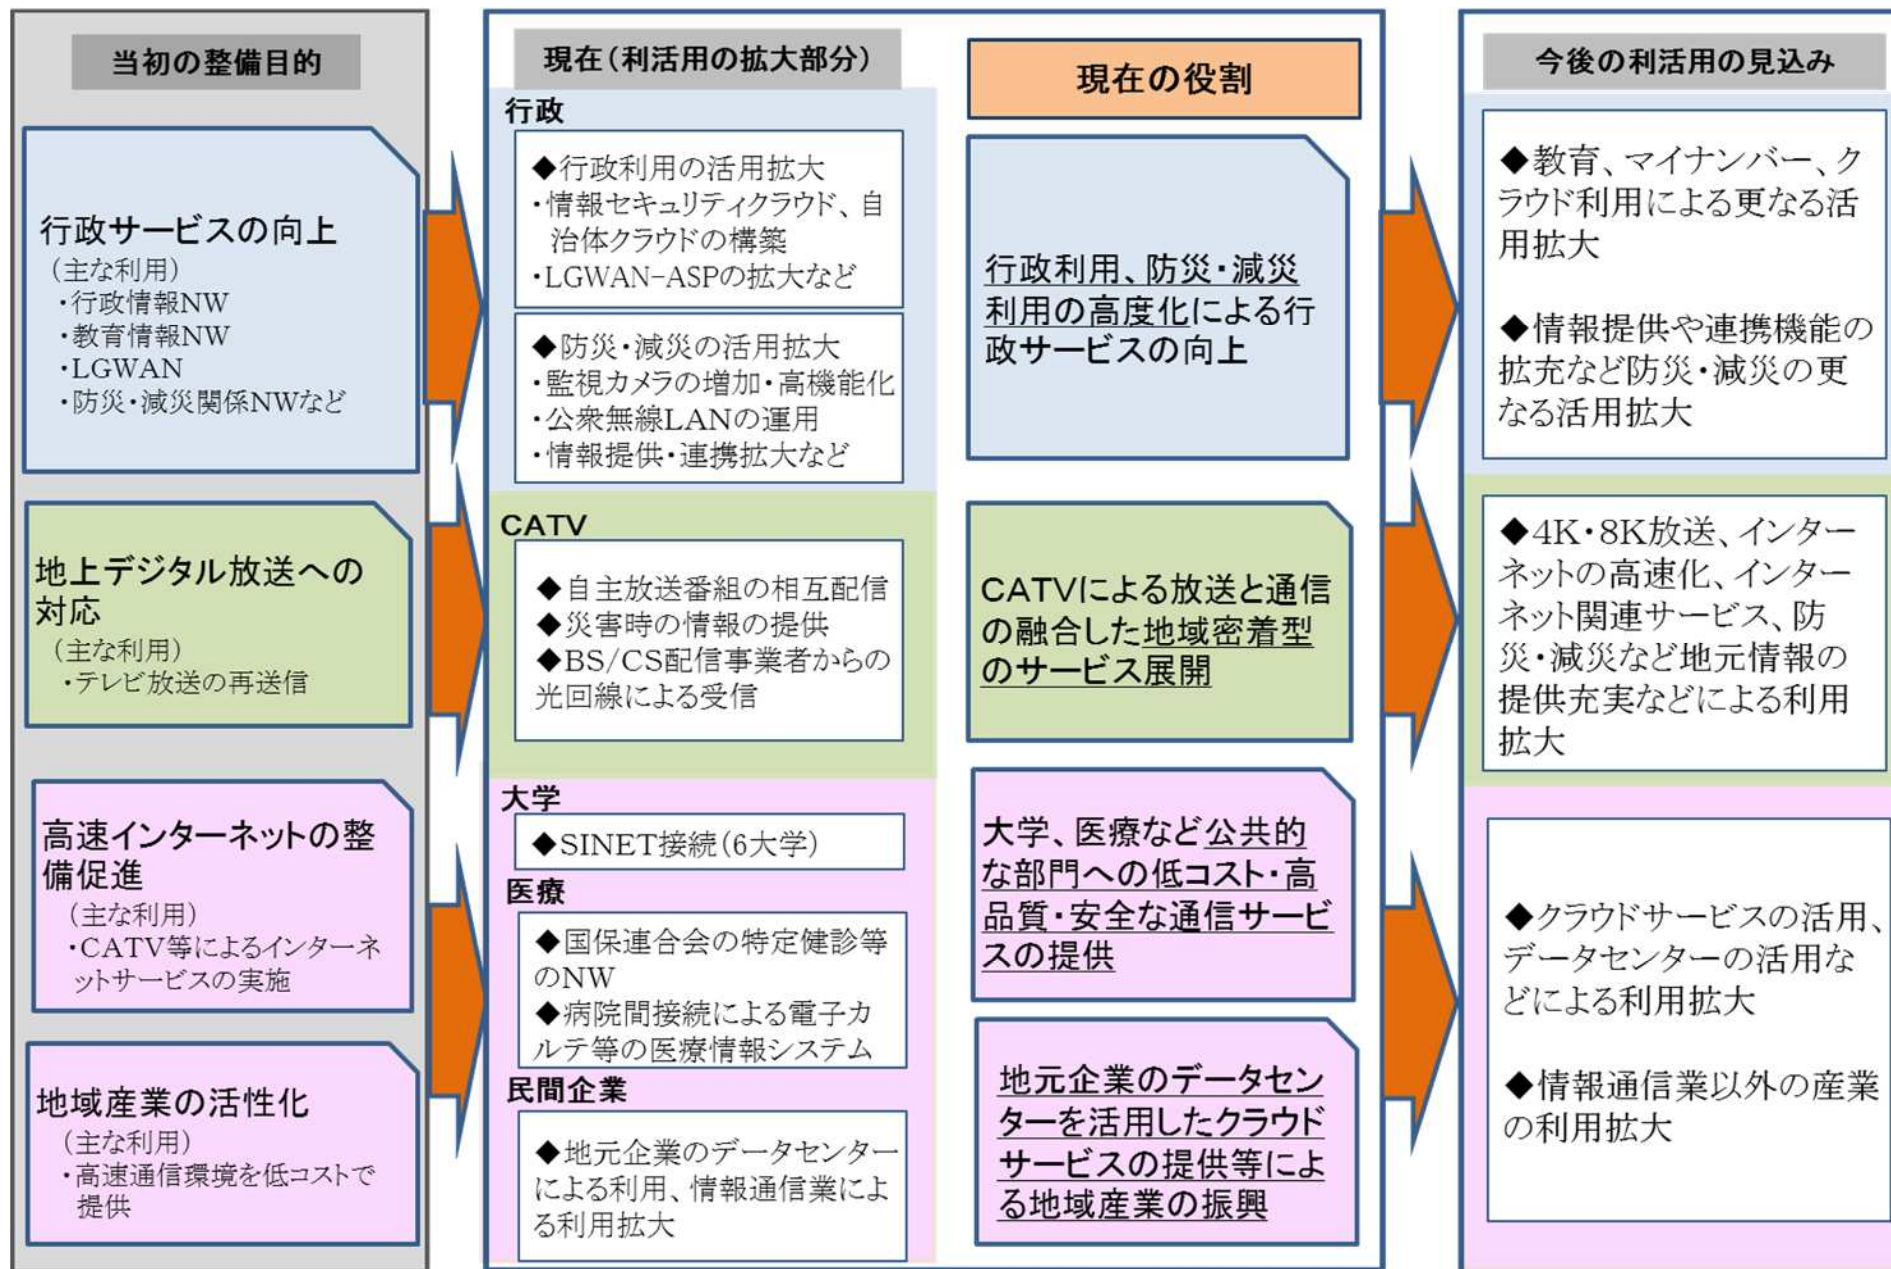 当初の整備目的
行政サービスの向上
(主な利用)
・行政情報NW
・教育情報NW
・LGWAN
・防災・減災関係NWなど
地上デジタル放送への
対応
(主な利用)
・テレビ放送の再送信
高速インターネットの整
備促進
(主な利用)
・CATV等によるインターネ
ットサービスの実施
地域産業の活性化
(主な利用)
・高速通信環境を低コストで
提供
現在(利活用の拡大部分)
行政
◆行政利用の活用拡大
・情報セキュリティクラウド、自
治体クラウドの構築
・LGWAN-ASPの拡大など
◆防災・減災の活用拡大
・監視カメラの増加・高機能化
・公衆無線LANの運用
・情報提供・連携拡大など
CATV
◆自主放送番組の相互配信
◆災害時の情報の提供
◆BS/CS配信事業者からの
光回線による受信
大学
◆SINET接続(6大学)
医療
◆国保連合会の特定健診等
のNW
◆病院間接続による電子カ
ルテ等の医療情報システム
民間企業
◆地元企業のデータセンター
による利用、情報通信業によ
る利用拡大
現在の役割
行政利用、防災・減災
利用の高度化による行
政サービスの向上
CATVによる放送と通信
の融合した地域密着型
のサービス展開
大学、医療など公共的
な部門への低コスト・高
品質・安全な通信サービ
スの提供
地元企業のデータセン
ターを活用したクラウド
サービスの提供等によ
る地域産業の振興
今後の利活用の見込み
◆教育、マイナンバー、ク
ラウド利用による更なる活
用拡大
◆情報提供や連携機能の
拡充など防災・減災の更
なる活用拡大
◆4K・8K放送、インター
ネットの高速化、インター
ネット関連サービス、防
災・減災など地元情報の
提供充実などによる利用
拡大
◆クラウドサービスの活用、
データセンターの活用な
どによる利用拡大
◆情報通信業以外の産業
の利用拡大